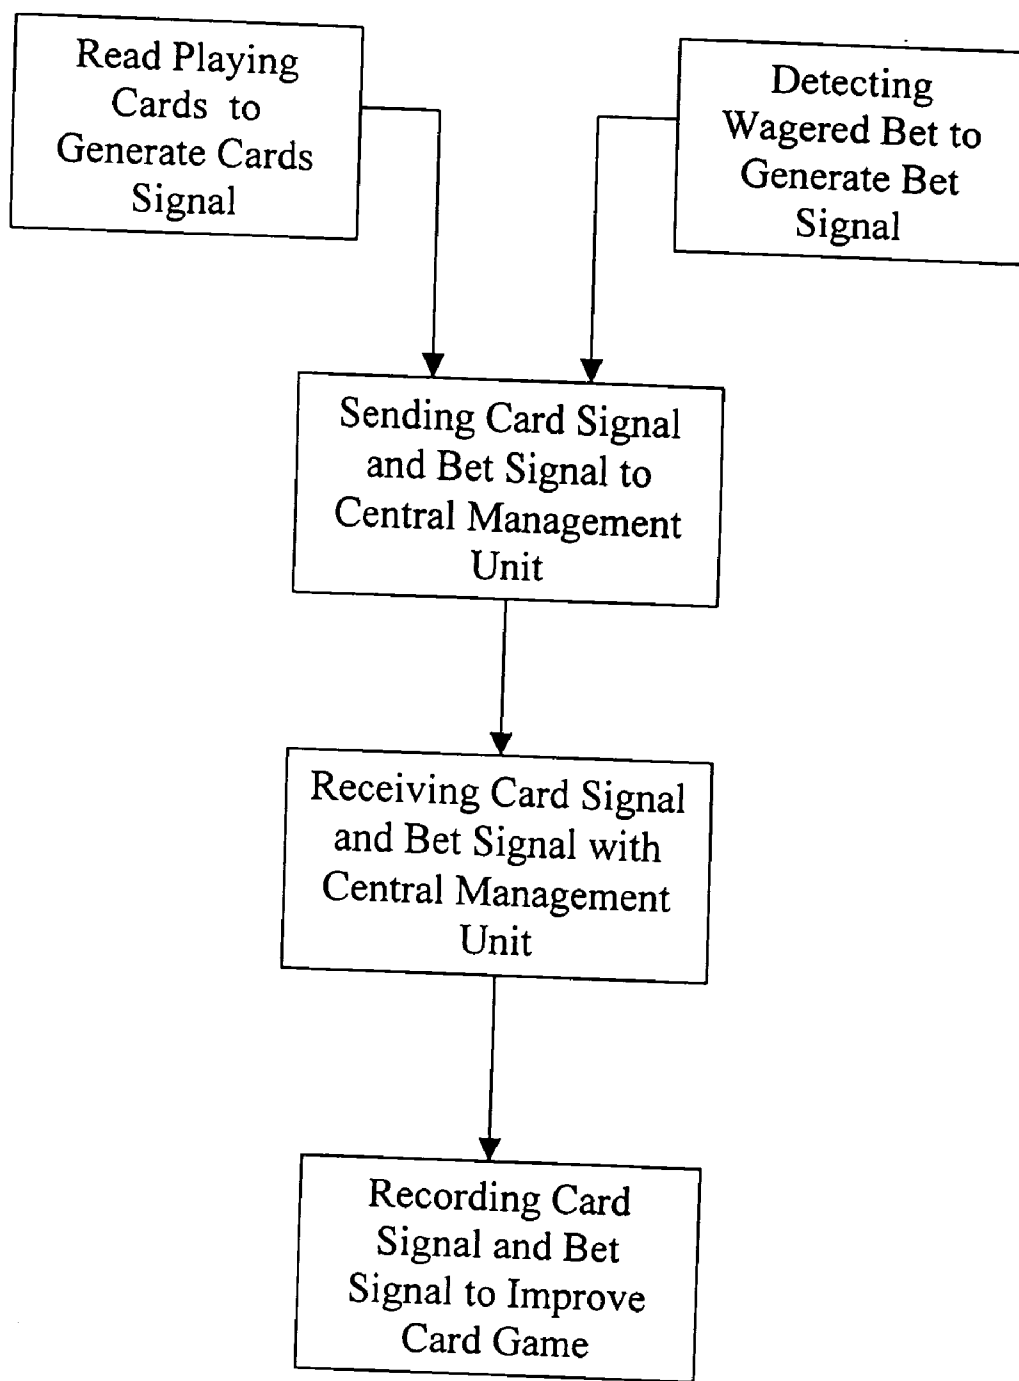 Read Playing
Cards to
Generate Cards
Signal
Detecting
Wagered Bet to
Generate Bet
Signal
Sending Card Signal
and Bet Signal to
Central Management
Unit
Receiving Card Signal
and Bet Signal with
Central Management
Unit
Recording Card
Signal and Bet
Signal to Improve
Card Game